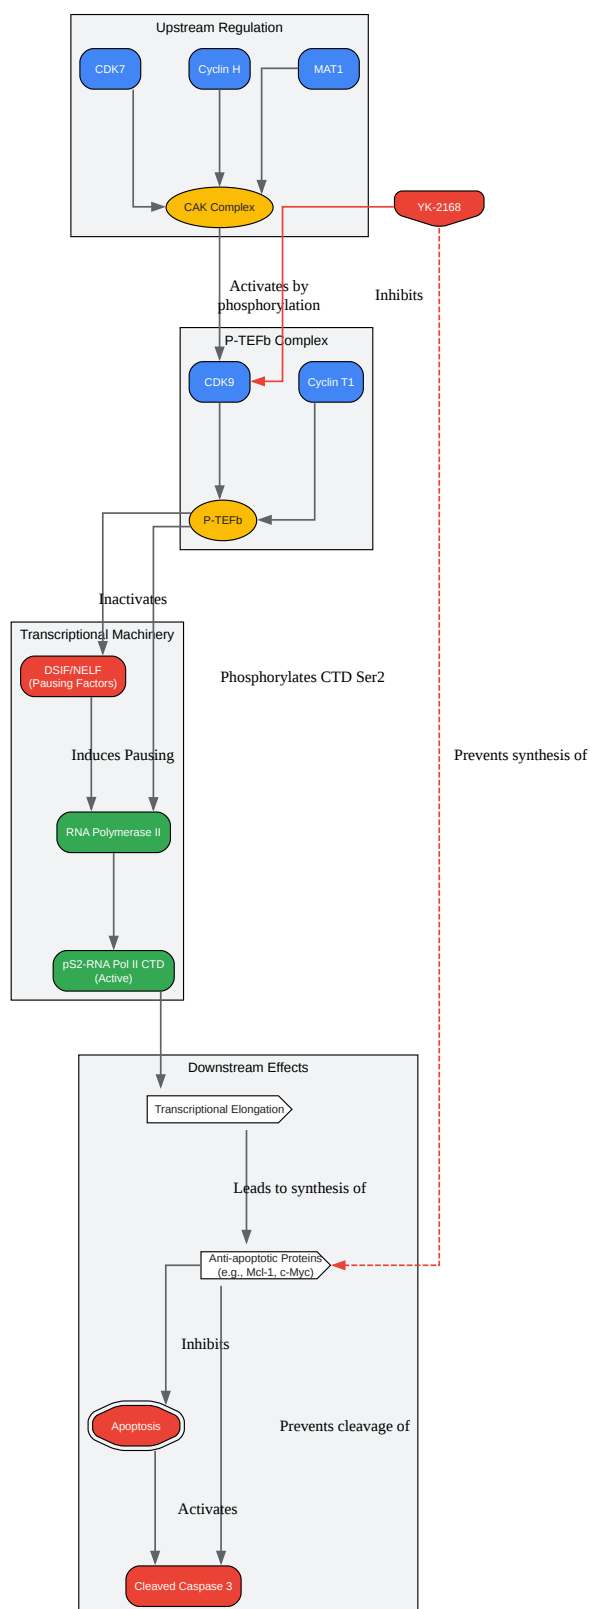 Upstream Regulation
CDK7
Cyclin H
MAT1
CAK Complex
YK-2168
Activates by
phosphorylation
Inhibits
P-TEFb Complex
CDK9
Cyclin T1
P-TEFb
Inactivates
Transcriptional Machinery
DSIF/NELF
(Pausing Factors)
Phosphorylates CTD Ser2
Induces Pausing
Prevents synthesis of
RNA Polymerase II
pS2-RNA Pol II CTD
(Active)
Downstream Effects
Transcriptional Elongation
Leads to synthesis of
Anti-apoptotic Proteins
(e.g., Mcl-1, c-Myc)
Inhibits
Apoptosis
Prevents cleavage of
Activates
Cleaved Caspase 3